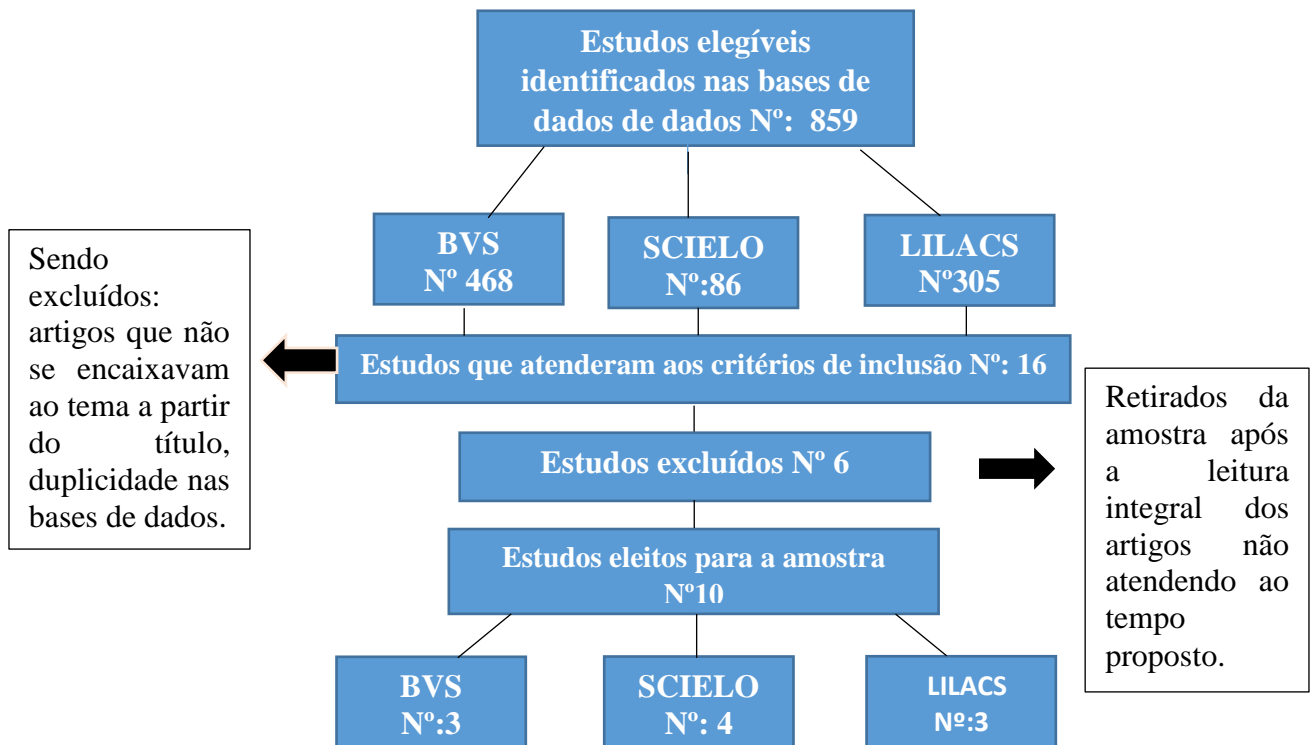 Estudos elegíveis
identificados nas bases de
dados de dados Nº: 859
BVS
Nº 468
SCIELO
Nº:86
LILACS
Nº305
Sendo
excluídos:
artigos que não
se encaixavam
ao tema a partir
do título,
duplicidade nas
bases de dados.
Estudos que atenderam aos critérios de inclusão Nº: 16
Estudos excluídos Nº 6
Retirados da
amostra após
a leitura
integral dos
artigos não
atendendo ao
tempo
proposto.
Estudos eleitos para a amostra
Nº10
BVS
Nº:3
SCIELO
Nº: 4
LILACS
Nº:3